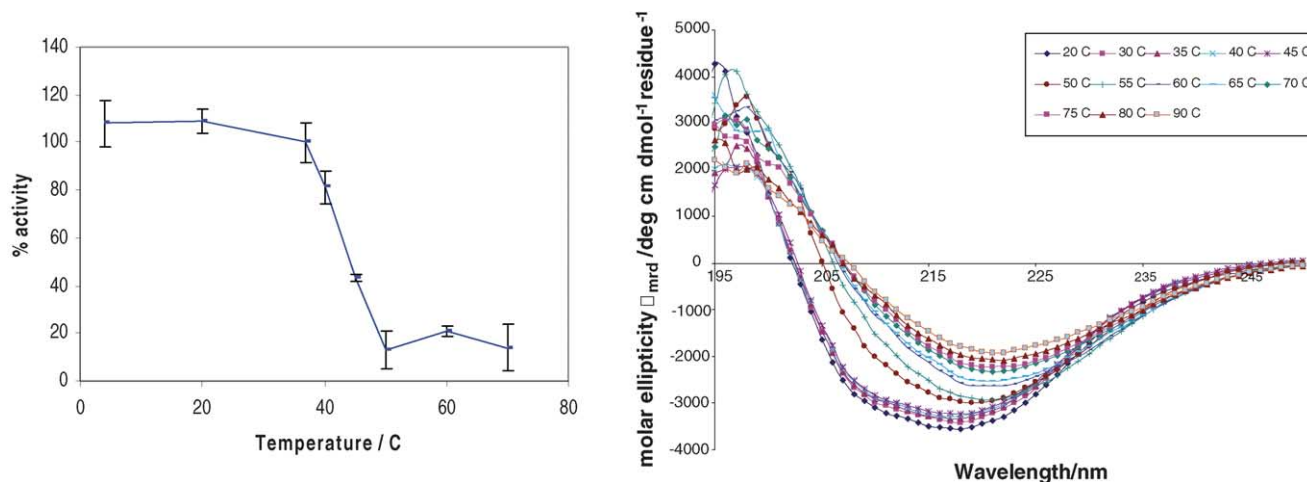 140
120
100
80
60
40
20
0
% activity
0 20 40 60 80
Temperature / C
5000
4000
3000
2000
1000
0
-1000
-2000
-3000
-4000
molar ellipticity □mrd /deg cm dmol-1 residue-1
195 205 215 225 235 245
Wavelength/nm
20 C 30 C 35 C 40 C 45 C
50 C 55 C 60 C 65 C 70 C
75 C 80 C 90 C